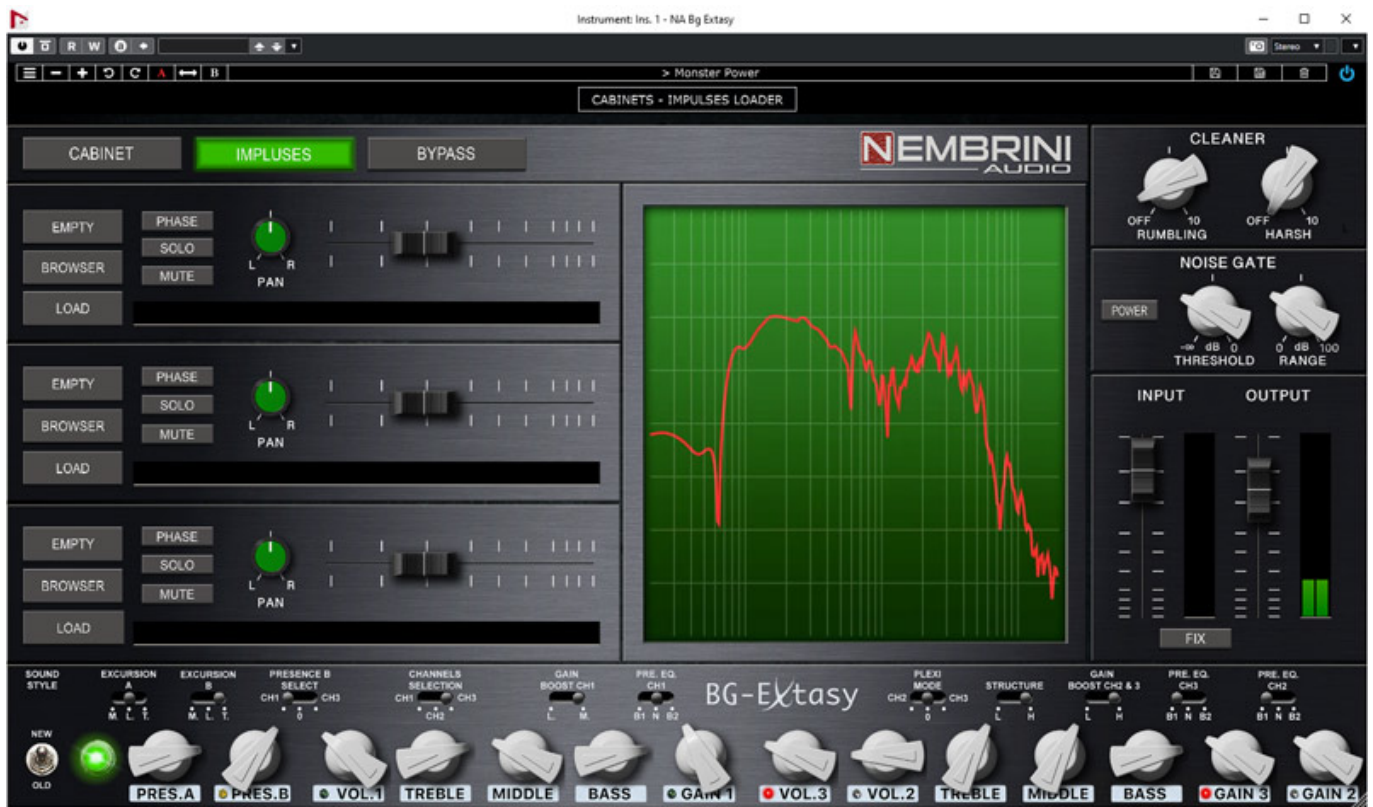 Instrument: Ins. 1 - NA Bg Extasy
R W
Stereo
A B
> Monster Power
CABINETS - IMPULSES LOADER
CABINET IMPLUSES BYPASS
NEMBRINI
AUDIO
CLEANER
OFF 10 OFF 10
RUMBLING HARSH
L
EMPTY PHASE
BROWSER SOLO
MUTE
L R
PAN
LOAD
NOISE GATE
POWER
-∞ dB 0 0 dB 100
THRESHOLD RANGE
EMPTY PHASE
BROWSER SOLO
MUTE
L R
PAN
LOAD
INPUT OUTPUT
EMPTY PHASE
BROWSER SOLO
MUTE
L R
PAN
LOAD
FIX
SOUND
STYLE
NEW
OLD
EXCURSION
A
M. L. T.
EXCURSION
B
M. L. T.
PRESENCE B
SELECT
CH1 CH3
0
CHANNELS
SELECTION
CH1 CH3
CH2
GAIN
BOOST CH1
L. M.
PRE. EQ.
CH1
B1 N B2
BG-Extasy
PLEXI
MODE
CH2 CH3
0
STRUCTURE
L H
GAIN
BOOST CH2 & 3
L H
PRE. EQ.
CH3
B1 N B2
PRE. EQ.
CH2
B1 N B2
PRES.A PRES.B VOL.1 TREBLE MIDDLE BASS GAIN 1 VOL.3 VOL.2 TREBLE MIDDLE BASS GAIN 3 GAIN 2